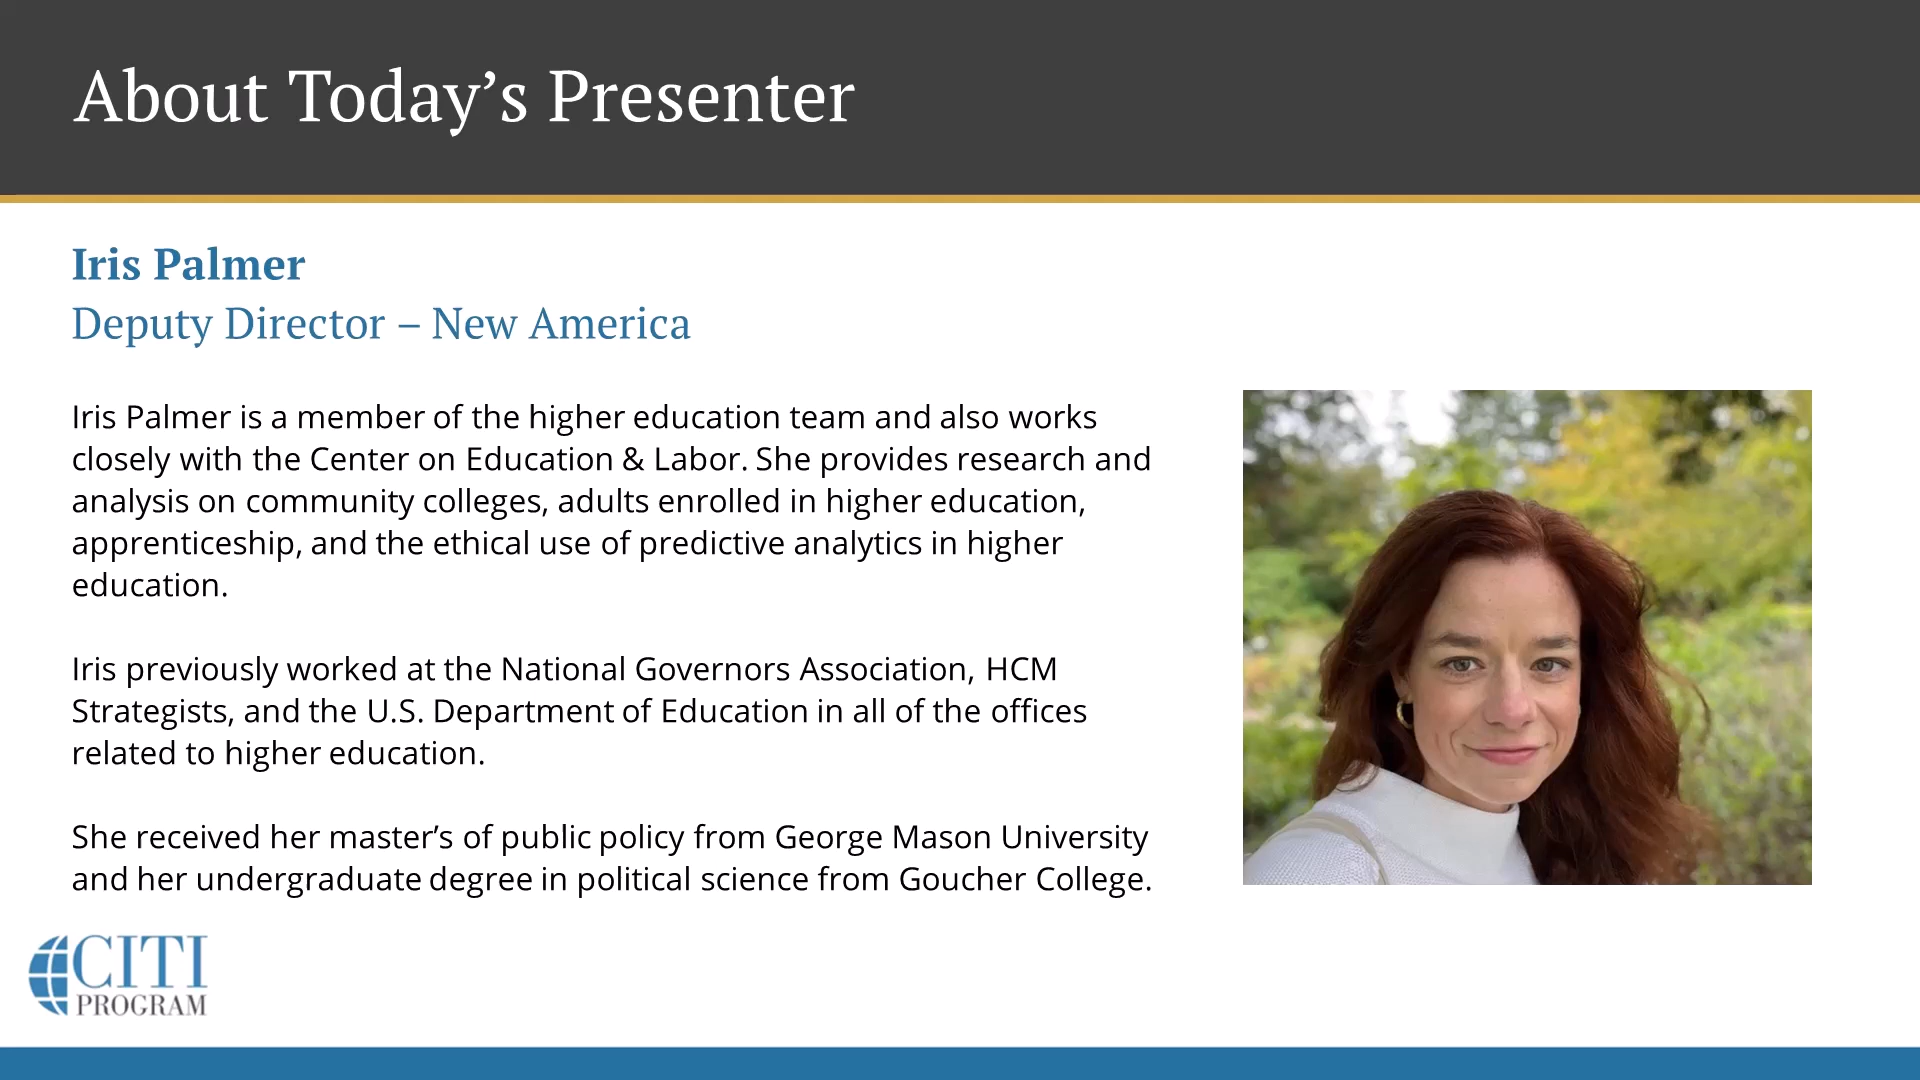 About Today’s Presenter
Iris Palmer
Deputy Director – New America
Iris Palmer is a member of the higher education team and also works
closely with the Center on Education & Labor. She provides research and
analysis on community colleges, adults enrolled in higher education,
apprenticeship, and the ethical use of predictive analytics in higher
education.
Iris previously worked at the National Governors Association, HCM
Strategists, and the U.S. Department of Education in all of the offices
related to higher education.
She received her master’s of public policy from George Mason University
and her undergraduate degree in political science from Goucher College.
CITI
PROGRAM